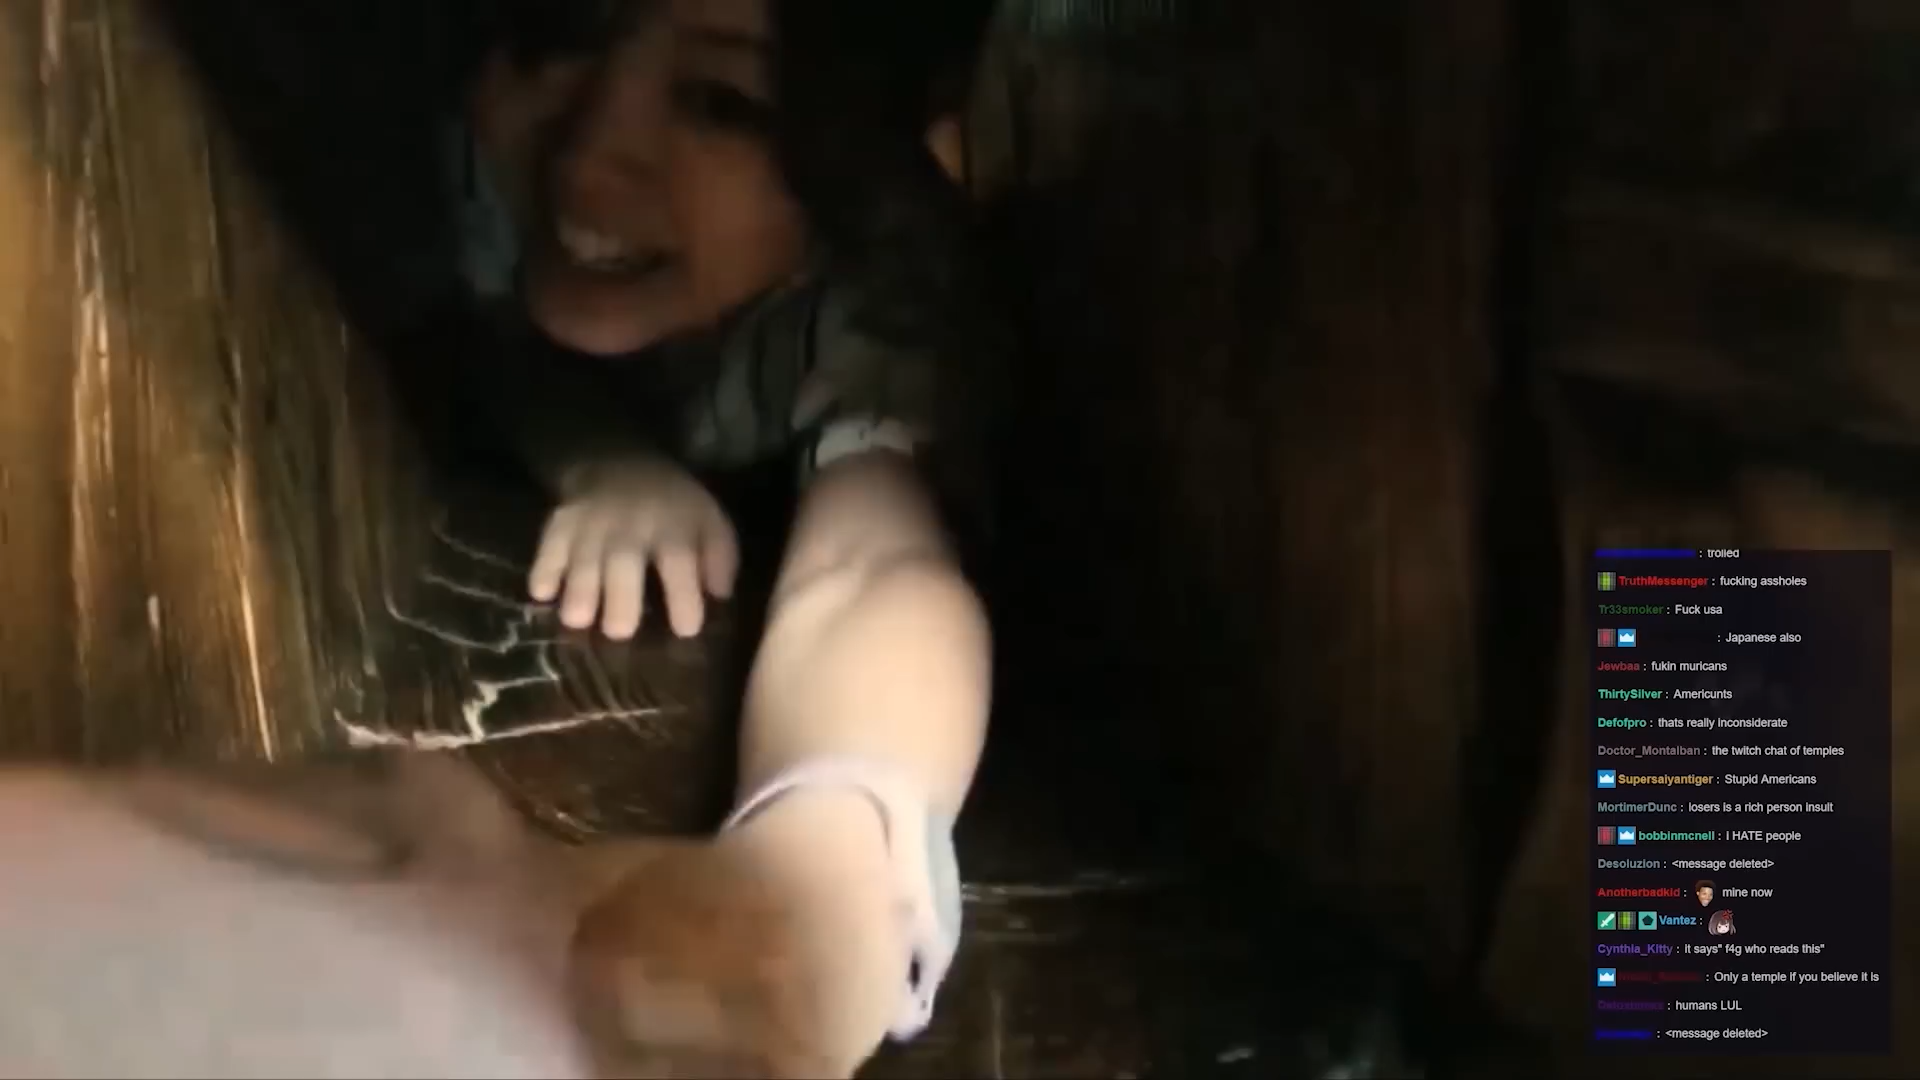 : trolled
TruthMessenger : fucking assholes
Tr33smoker : Fuck usa
: Japanese also
Jewbaa : fukin muricans
ThirtySilver : Americunts
Defofpro : thats really inconsiderate
Doctor_Montalban : the twitch chat of temples
Supersaiyantiger : Stupid Americans
MortimerDunc : losers is a rich person insult
bobbinmcnell : I HATE people
Desoluzion : <message deleted>
Anotherbadkid : mine now
Vantez :
Cynthia_Kitty : it says" f4g who reads this"
: Only a temple if you believe it is
: humans LUL
: <message deleted>